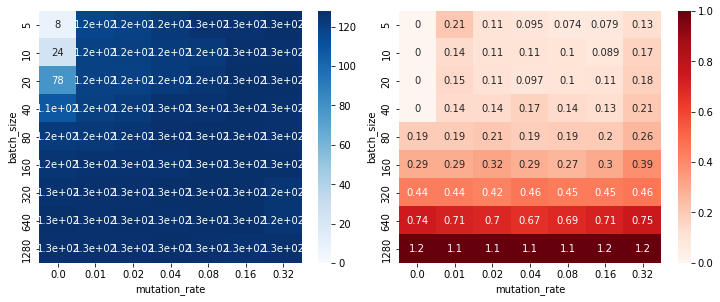 5 8 1.2e+02 1.2e+02 1.2e+02 1.3e+02 1.3e+02 1.3e+02
10 24 1.2e+02 1.2e+02 1.2e+02 1.3e+02 1.3e+02 1.3e+02
20 78 1.2e+02 1.2e+02 1.2e+02 1.3e+02 1.3e+02 1.3e+02
40 1.1e+02 1.2e+02 1.2e+02 1.3e+02 1.3e+02 1.3e+02 1.3e+02
80 1.2e+02 1.2e+02 1.3e+02 1.3e+02 1.3e+02 1.3e+02 1.3e+02
160 1.2e+02 1.3e+02 1.3e+02 1.3e+02 1.3e+02 1.3e+02 1.3e+02
320 1.3e+02 1.3e+02 1.3e+02 1.3e+02 1.3e+02 1.3e+02 1.2e+02
640 1.3e+02 1.3e+02 1.3e+02 1.3e+02 1.3e+02 1.3e+02 1.2e+02
1280 1.3e+02 1.3e+02 1.3e+02 1.3e+02 1.3e+02 1.3e+02 1.3e+02
batch_size
0.0 0.01 0.02 0.04 0.08 0.16 0.32
mutation_rate
120
100
80
60
40
20
0
5 0 0.21 0.11 0.095 0.074 0.079 0.13
10 0 0.14 0.11 0.11 0.1 0.089 0.17
20 0 0.15 0.11 0.097 0.1 0.11 0.18
40 0 0.14 0.14 0.17 0.14 0.13 0.21
80 0.19 0.19 0.21 0.19 0.19 0.2 0.26
160 0.29 0.29 0.32 0.29 0.27 0.3 0.39
320 0.44 0.44 0.42 0.46 0.45 0.45 0.46
640 0.74 0.71 0.7 0.67 0.69 0.71 0.75
1280 1.2 1.1 1.1 1.1 1.1 1.2 1.2
batch_size
0.0 0.01 0.02 0.04 0.08 0.16 0.32
mutation_rate
1.0
0.8
0.6
0.4
0.2
0.0